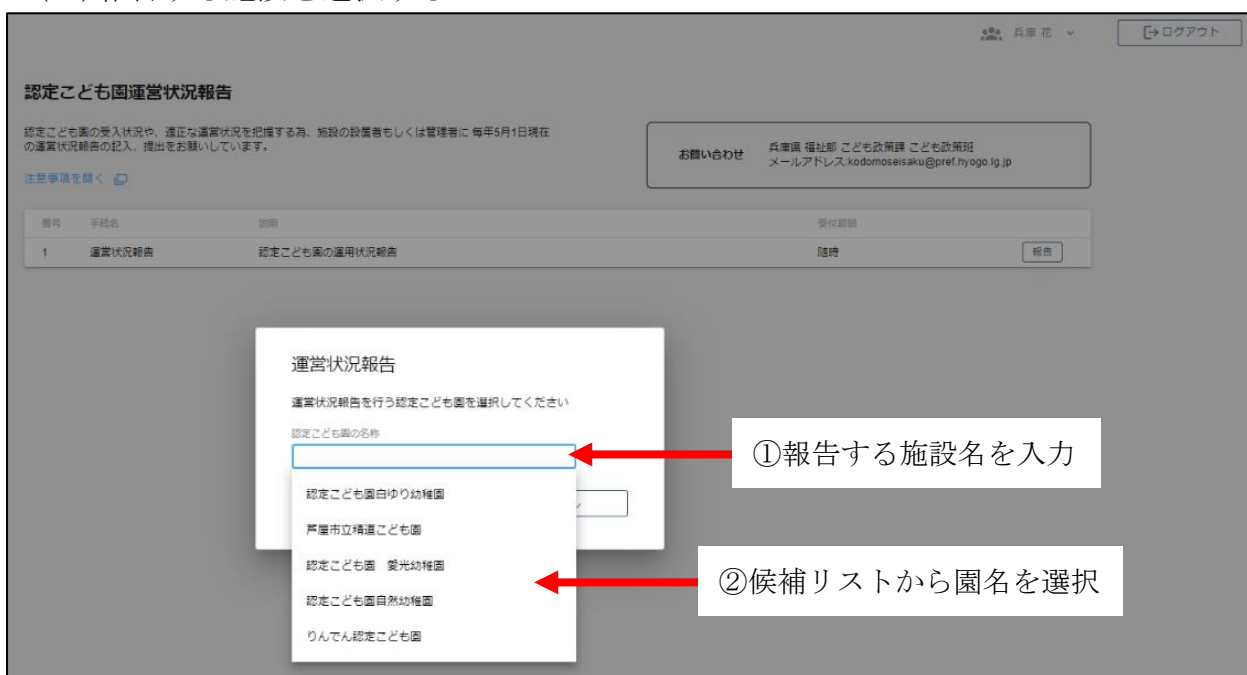 兵庫 花
ログアウト
認定こども園運営状況報告
認定こども園の受入状況や、適正な運営状況を把握する為、施設の設置者もしくは管理者に 毎年5月1日現在
の運営状況報告の記入、提出をお願いしています。
注意事項を開く
お問い合わせ
兵庫県 福祉部 こども政策課 こども政策班
メールアドレス:kodomoseisaku@pref.hyogo.lg.jp
番号 手続名 説明 受付期間
1 運営状況報告 認定こども園の運用状況報告 随時 報告
運営状況報告
運営状況報告を行う認定こども園を選択してください
認定こども園の名称
①報告する施設名を入力
認定こども園白ゆり幼稚園
芦屋市立精道こども園
認定こども園 愛光幼稚園
②候補リストから園名を選択
認定こども園自然幼稚園
りんでん認定こども園